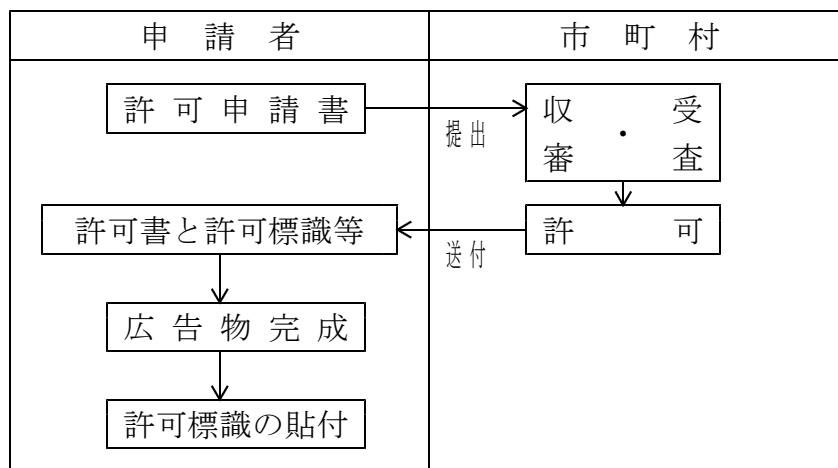 申請者
市町村
許可申請書
提出
収受
・
審査
許可書と許可標識等
送付
許可
広告物完成
許可標識の貼付